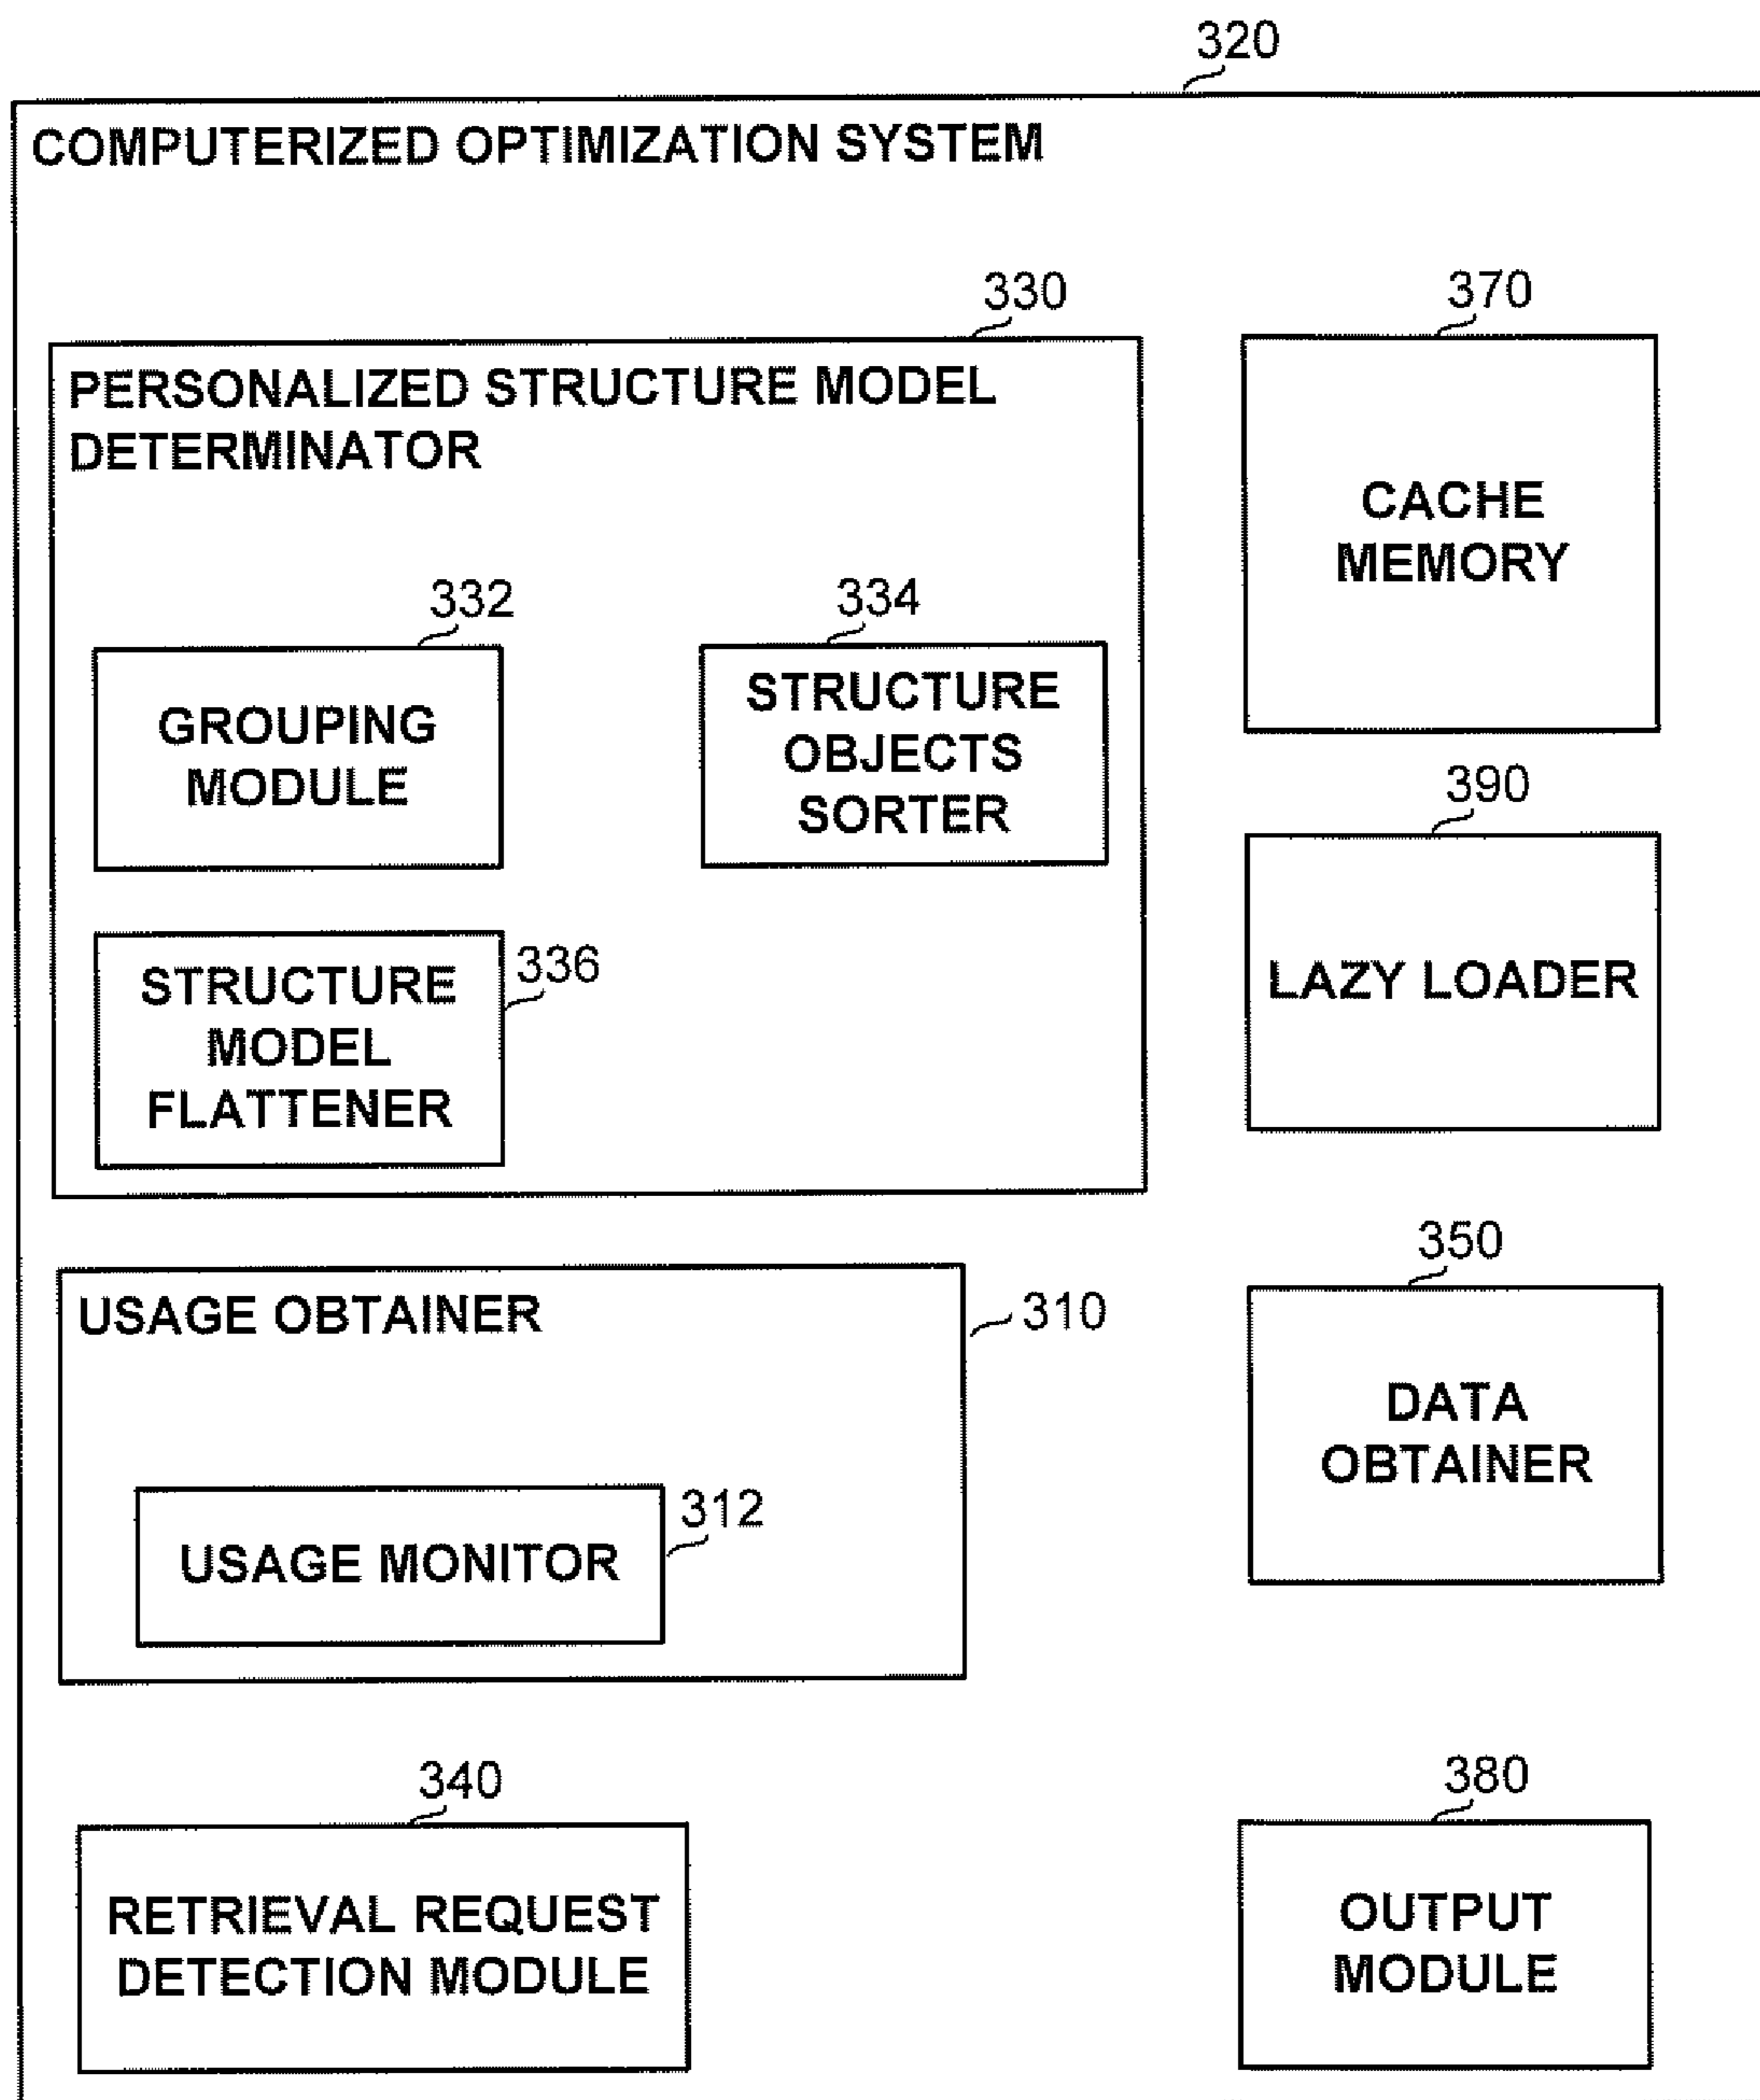 320
COMPUTERIZED OPTIMIZATION SYSTEM
330
PERSONALIZED STRUCTURE MODEL
DETERMINATOR
332
GROUPING
MODULE
334
STRUCTURE
OBJECTS
SORTER
336
STRUCTURE
MODEL
FLATTENER
370
CACHE
MEMORY
390
LAZY LOADER
310
USAGE OBTAINER
312
USAGE MONITOR
350
DATA
OBTAINER
340
RETRIEVAL REQUEST
DETECTION MODULE
380
OUTPUT
MODULE